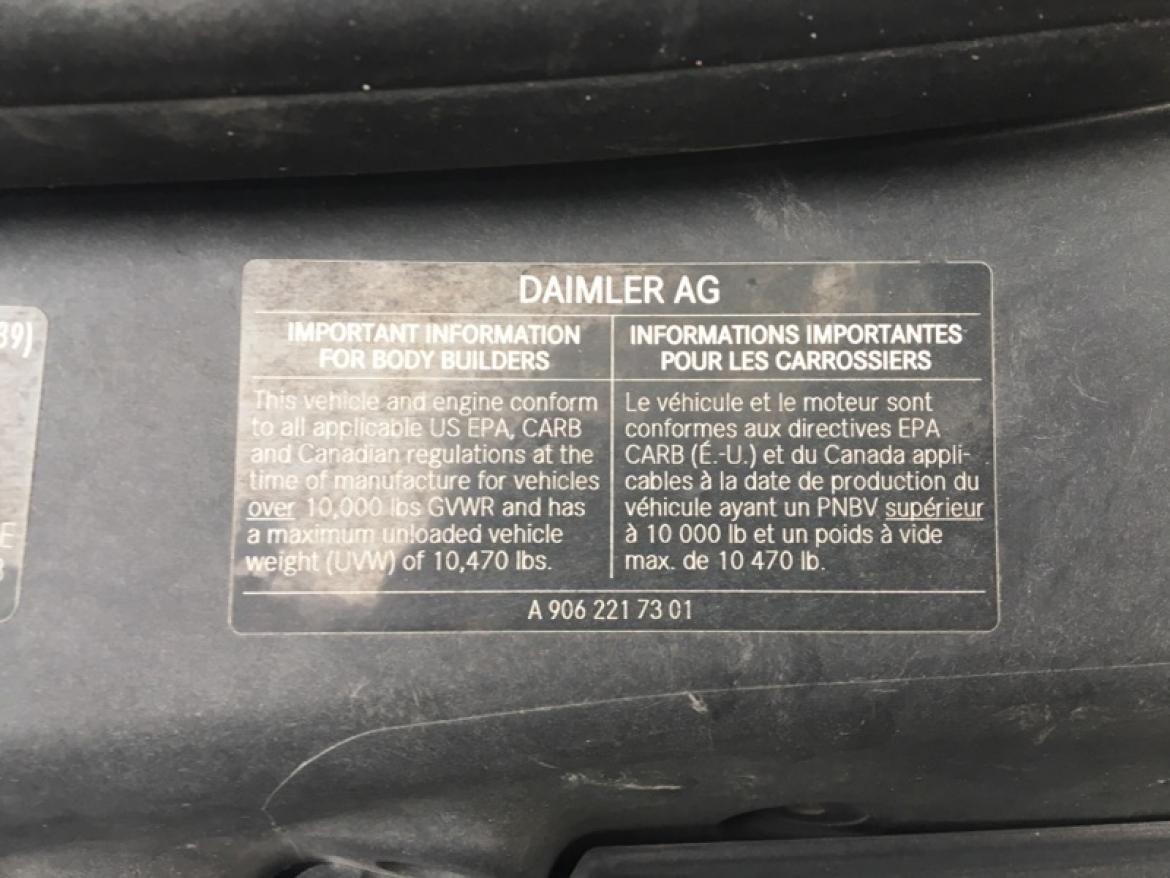 DAIMLER AG
IMPORTANT INFORMATION
FOR BODY BUILDERS
This vehicle and engine conform
to all applicable US EPA, CARB
and Canadian regulations at the
time of manufacture for vehicles
over 10,000 lbs GVWR and has
a maximum unloaded vehicle
weight (UVW) of 10,470 lbs.
INFORMATIONS IMPORTANTES
POUR LES CARROSSIERS
Le véhicule et le moteur sont
conformes aux directives EPA
CARB (É.-U.) et du Canada appli-
cables à la date de production du
véhicule ayant un PNBV supérieur
à 10 000 lb et un poids à vide
max. de 10 470 lb.
A 906 221 73 01